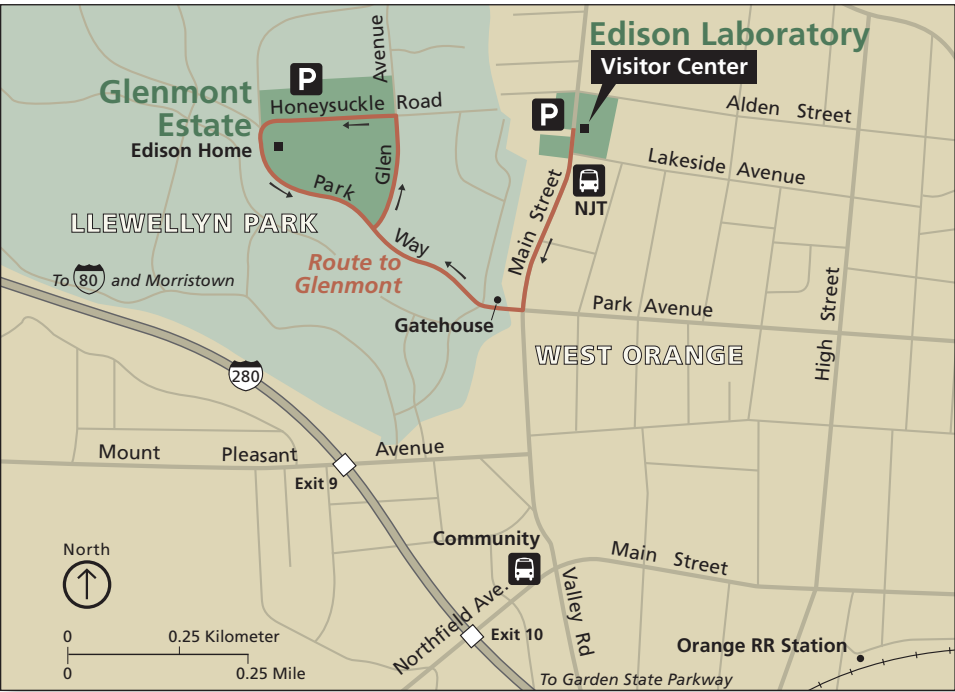 Edison Laboratory
Visitor Center
P
Avenue
Glenmont
Estate
Edison Home
Honeysuckle Road
P
Alden Street
Lakeside Avenue
Glen
Park
Way
NJT
Main Street
LLEWELLYN PARK
Route to
Glenmont
To 80 and Morristown
Gatehouse
Park Avenue
High Street
WEST ORANGE
280
Mount Pleasant Avenue
Exit 9
North
Community
Main Street
Northfield Ave.
Valley Rd
Exit 10
0 0.25 Kilometer
0 0.25 Mile
Orange RR Station
To Garden State Parkway